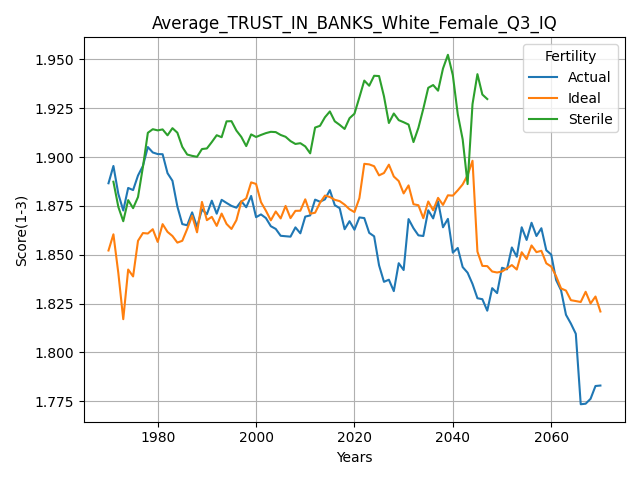 Average_TRUST_IN_BANKS_White_Female_Q3_IQ
Score(1-3)
1.950
1.925
1.900
1.875
1.850
1.825
1.800
1.775
Fertility
Actual
Ideal
Sterile
1980
2000
2020
2040
2060
Years